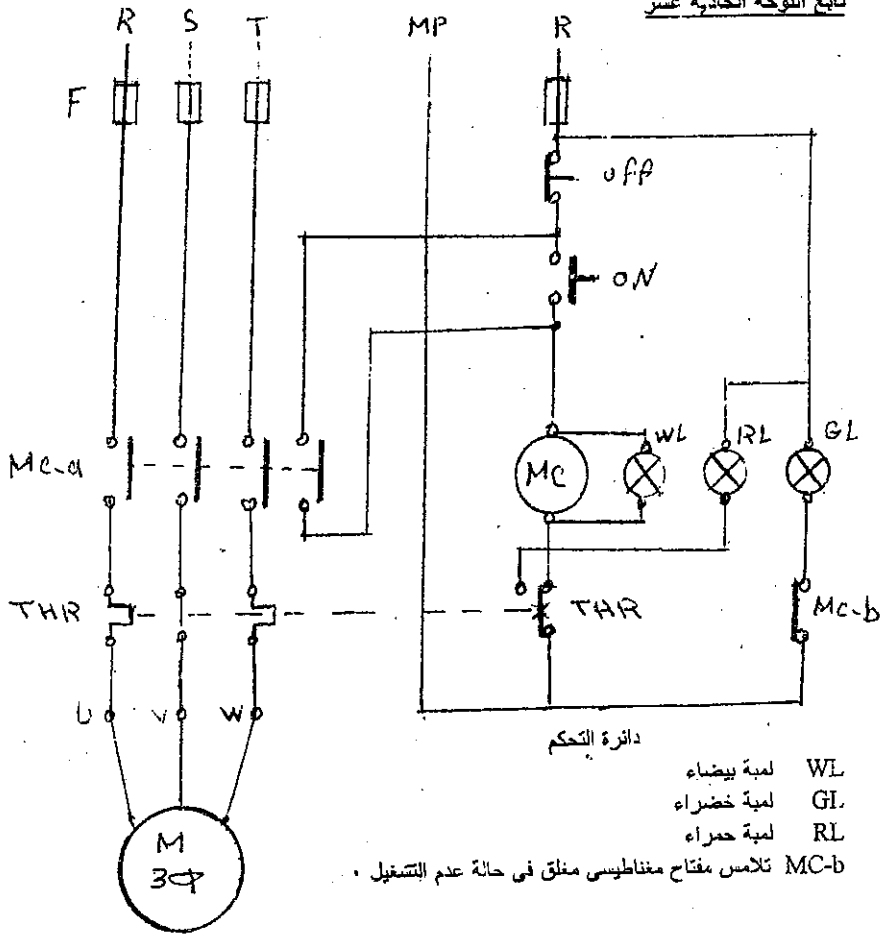 تابع اللوحة الحادية عشر
R S T MP R
F
off
ON
Mc-a
MC
WL
RL
GL
THR
THR
Mc-b
U V W
M
3Φ
دائرة التحكم
WL لمبة بيضاء
GL لمبة خضراء
RL لمبة حمراء
MC-b تلامس مفتاح مغناطيسى مغلق فى حالة عدم التشغيل .